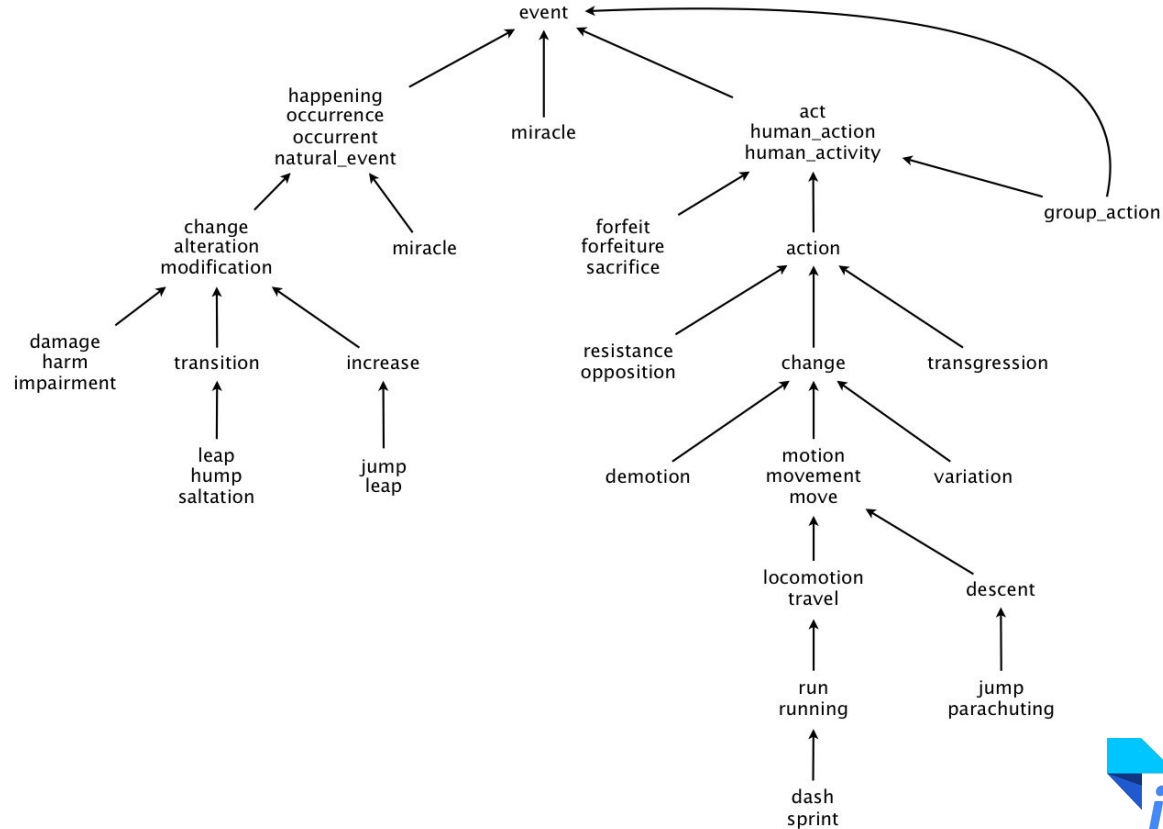 event
happening
occurrence
occurrent
natural_event
miracle
act
human_action
human_activity
group_action
change
alteration
modification
miracle
forfeit
forfeiture
sacrifice
action
damage
harm
impairment
transition
increase
resistance
opposition
change
transgression
leap
hump
saltation
jump
leap
demotion
motion
movement
move
variation
locomotion
travel
descent
run
running
jump
parachuting
dash
sprint
i